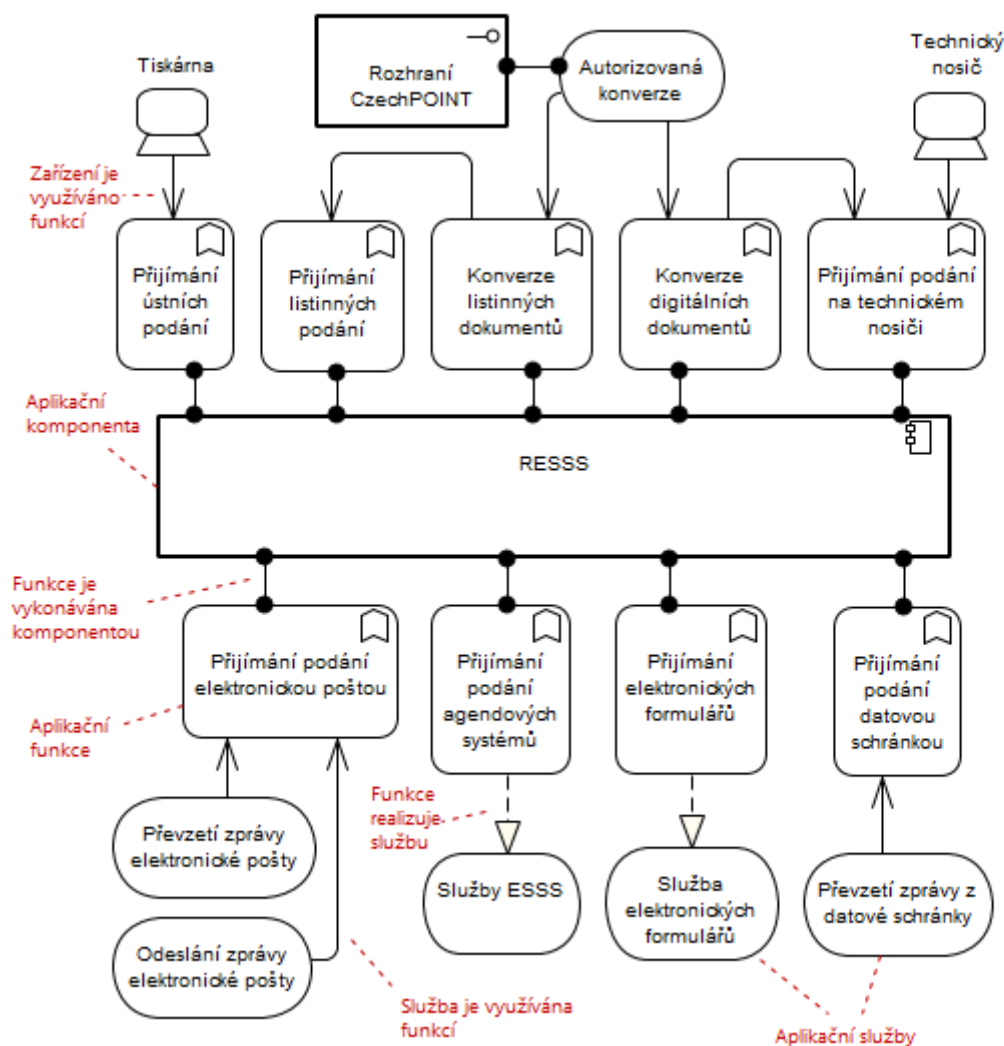 Tiskárna
Rozhraní
CzechPOINT
Autorizovaná
konverze
Technický
nosič
Zařízení je
využíváno
funkcí
Přijímání
ústních
podání
Přijímání
listinných
podání
Konverze
listinných
dokumentů
Konverze
digitálních
dokumentů
Přijímání podání
na technickém
nosiči
Aplikační
komponenta
RESSS
Funkce je
vykonávána
komponentou
Přijímání podání
elektronickou poštou
Přijímání
podání
agendových
systémů
Přijímání
elektronických
formulářů
Přijímání
podání
datovou
schránkou
Aplikační
funkce
Funkce
realizuje
službu
Převzetí zprávy
elektronické pošty
Služby ESSS
Služba
elektronických
formulářů
Převzetí zprávy z
datové schránky
Odeslání zprávy
elektronické pošty
Služba je využívána
funkcí
Aplikační služby